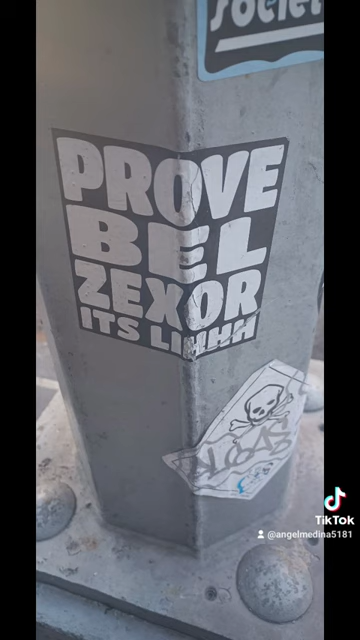 Societ
PROVE
BEL
ZEXOR
ITS LIHHH
TikTok
@angelmedina5181